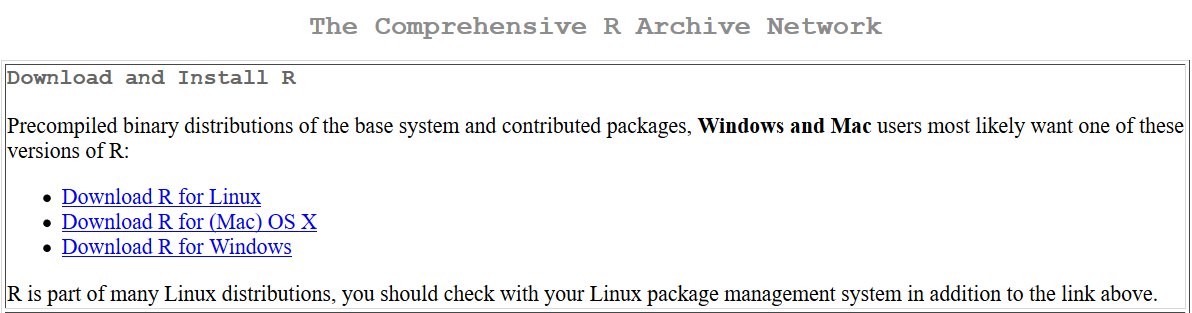 The Comprehensive R Archive Network
Download and Install R
Precompiled binary distributions of the base system and contributed packages, Windows and Mac users most likely want one of these
versions of R:
Download R for Linux
Download R for (Mac) OS X
Download R for Windows
R is part of many Linux distributions, you should check with your Linux package management system in addition to the link above.